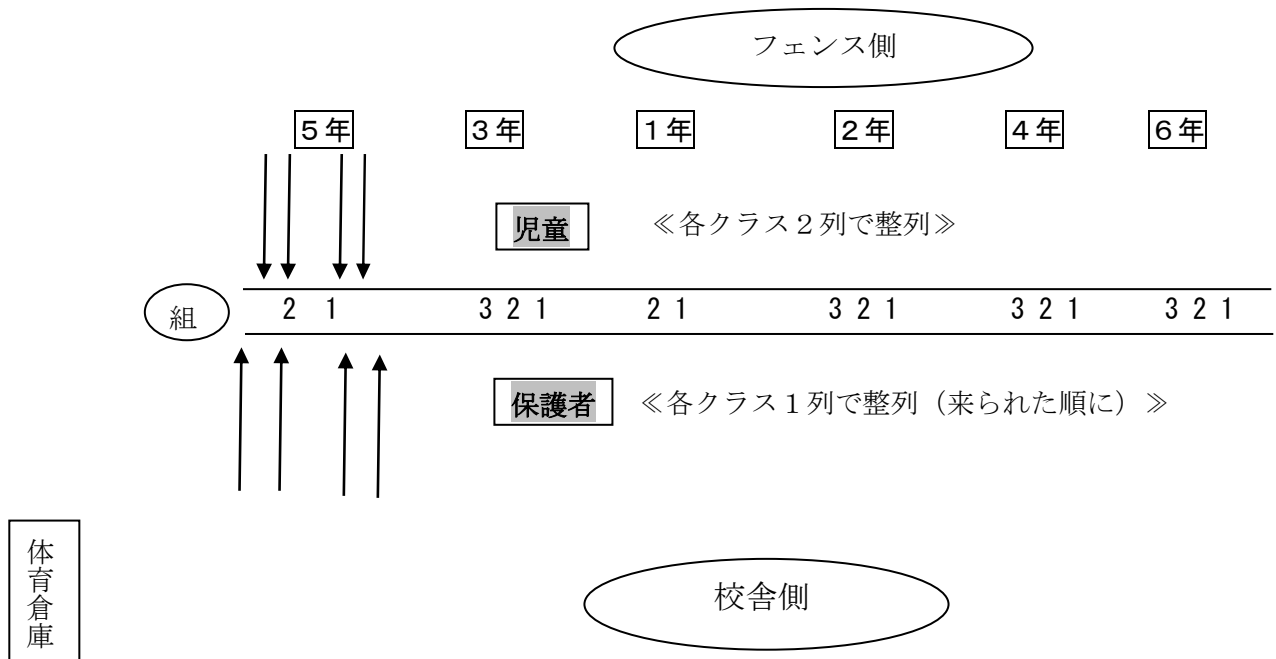 フェンス側
5年 3年 1年 2年 4年 6年
児童 ≪各クラス2列で整列≫
組 2 1 3 2 1 2 1 3 2 1 3 2 1 3 2 1
保護者 ≪各クラス1列で整列(来られた順に)≫
体育倉庫
校舎側